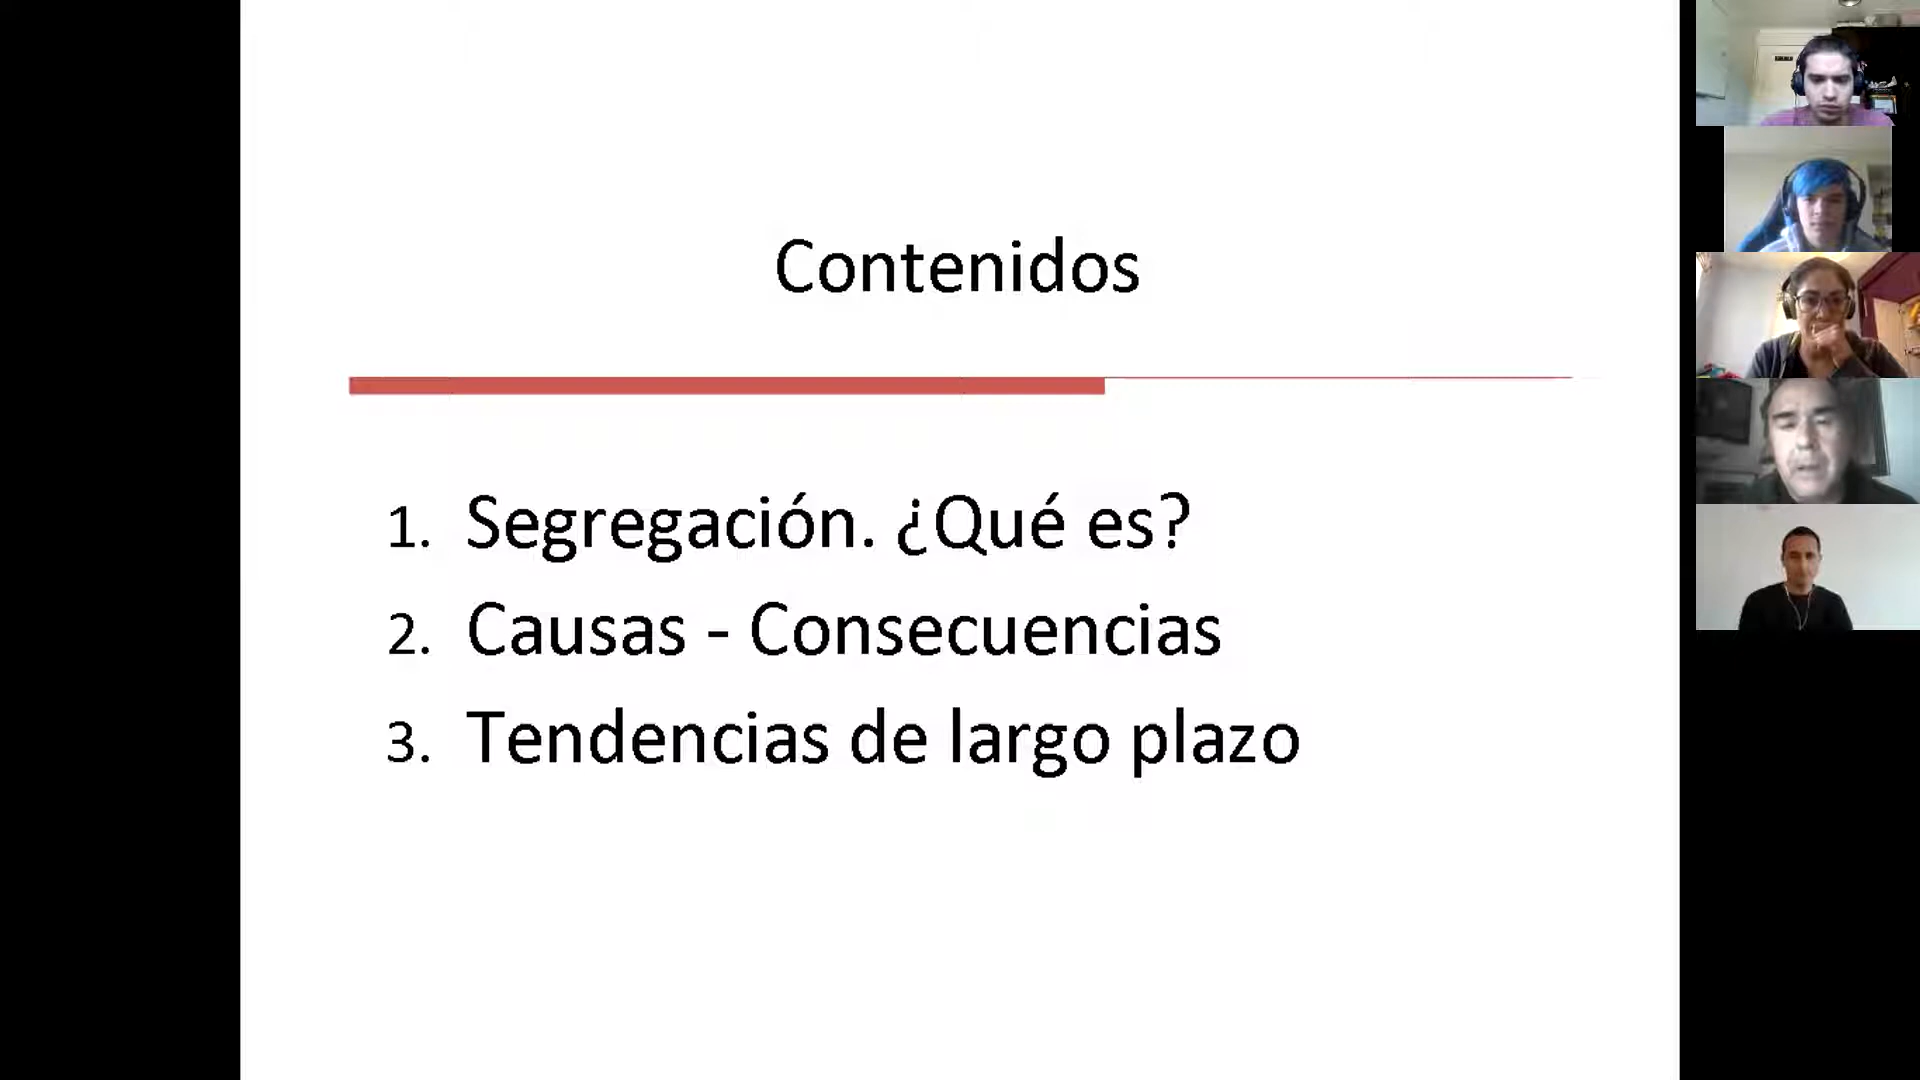 Contenidos
1. Segregación. ¿Qué es?
2. Causas - Consecuencias
3. Tendencias de largo plazo